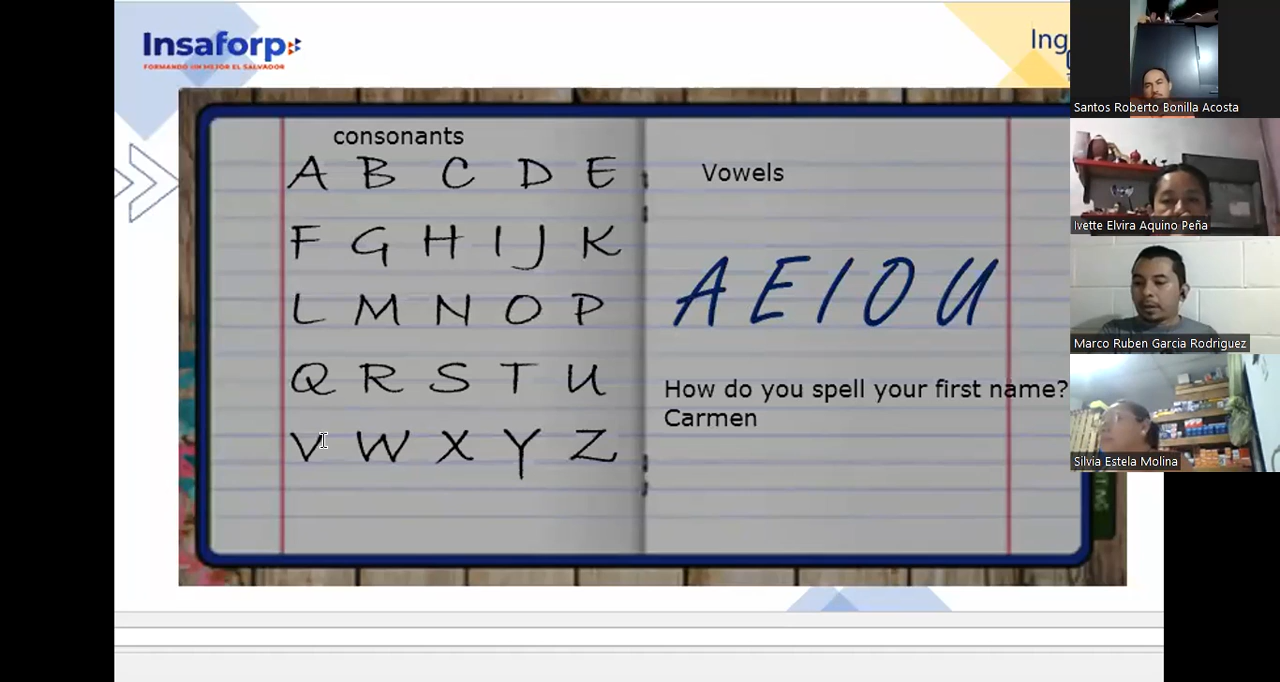 Insaforp
FORMANDO UN MEJOR EL SALVADOR
Ing
consonants
A B C D E
F G H I J K
L M N O P
Q R S T U
V W X Y Z
Vowels
A E I O U
How do you spell your first name?
Carmen
Santos Roberto Bonilla Acosta
Ivette Elvira Aquino Peña
Marco Ruben Garcia Rodriguez
Silvia Estela Molina